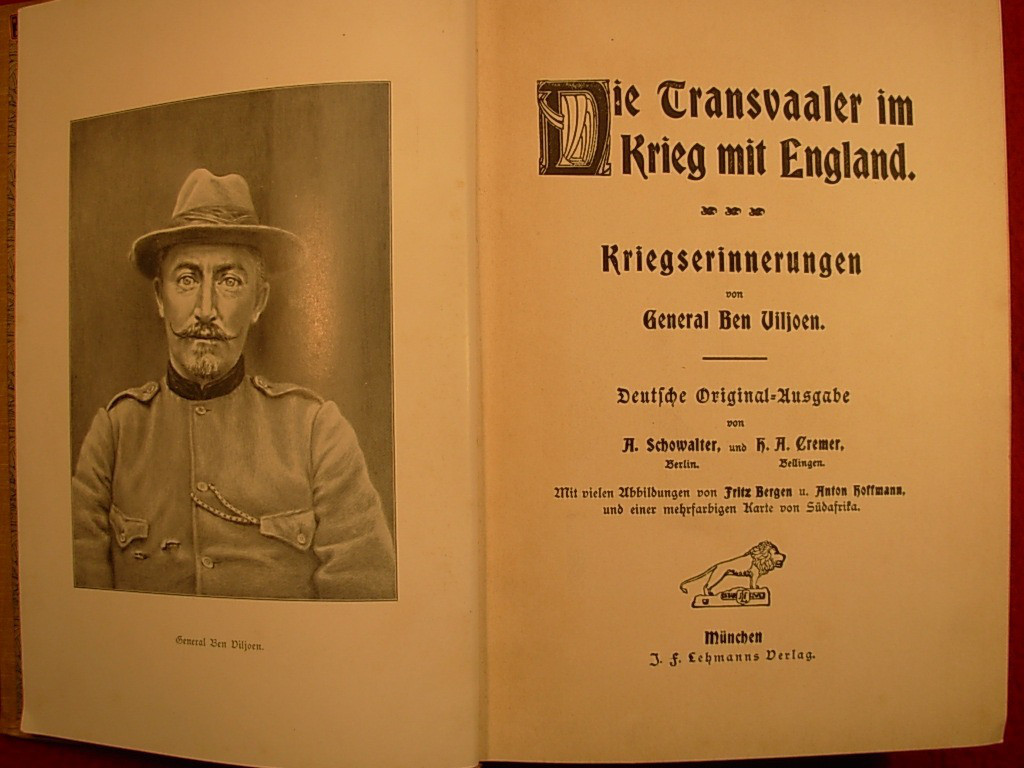 General Ben Viljoen.
Die Transvaaler im
Krieg mit England.
Kriegserinnerungen
von
General Ben Viljoen.
Deutſche Original-Ausgabe
von
A. Schowalter, und H. A. Cremer,
Berlin. Bellingen.
Mit vielen Abbildungen von Fritz Bergen u. Anton Hoffmann,
und einer mehrfarbigen Karte von Südafrika.
München
J. F. Lehmanns Verlag.